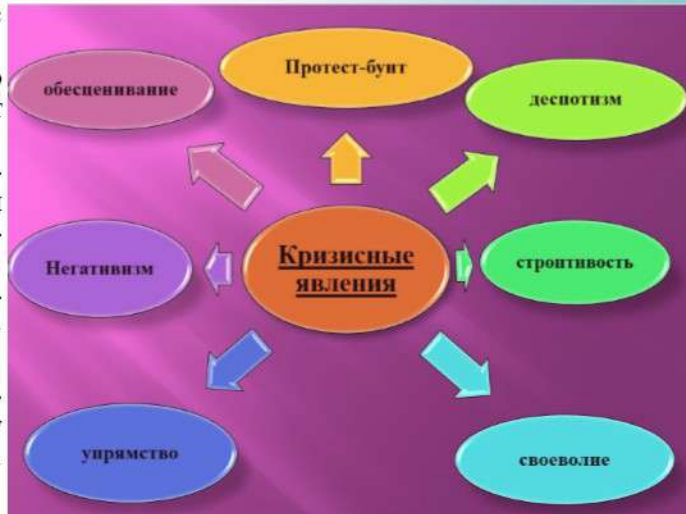 Протест-бунт
обесценивание
деспотизм
Кризисные
явления
Негативизм
строптивость
упрямство
своеволие